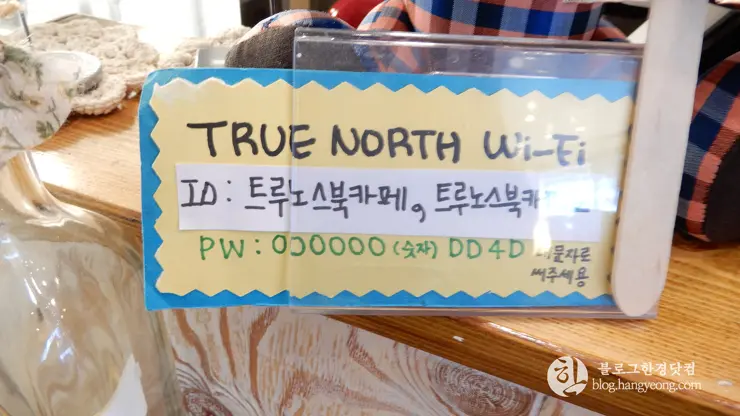 TRUE NORTH Wi-Fi
ID: 트루노스북카페, 트루노스북카
PW: 000000 (숫자) DD4D 대문자로
써주세용
한 블로그한경닷컴
blog.hangyeong.com